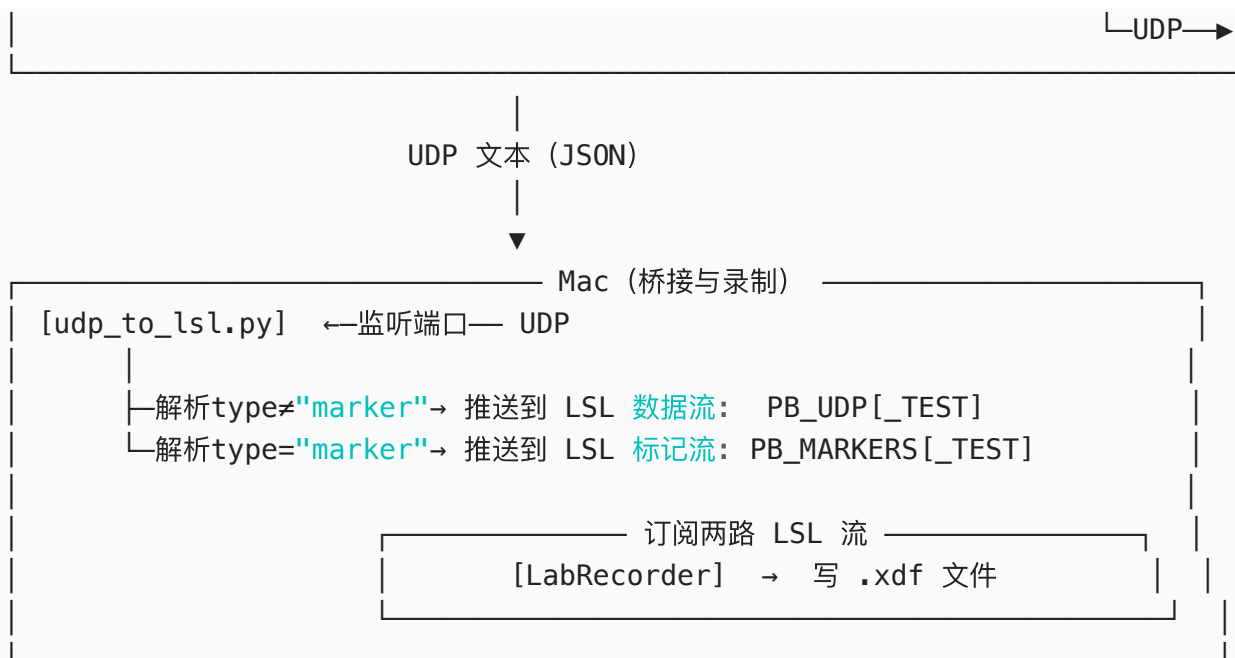 UDP
UDP 文本（JSON）
Mac（桥接与录制）
[udp_to_lsl.py] ←—监听端口—— UDP
解析type≠"marker"→ 推送到 LSL 数据流: PB_UDP[_TEST]
解析type="marker"→ 推送到 LSL 标记流: PB_MARKERS[_TEST]
订阅两路 LSL 流
[LabRecorder] → 写 .xdf 文件